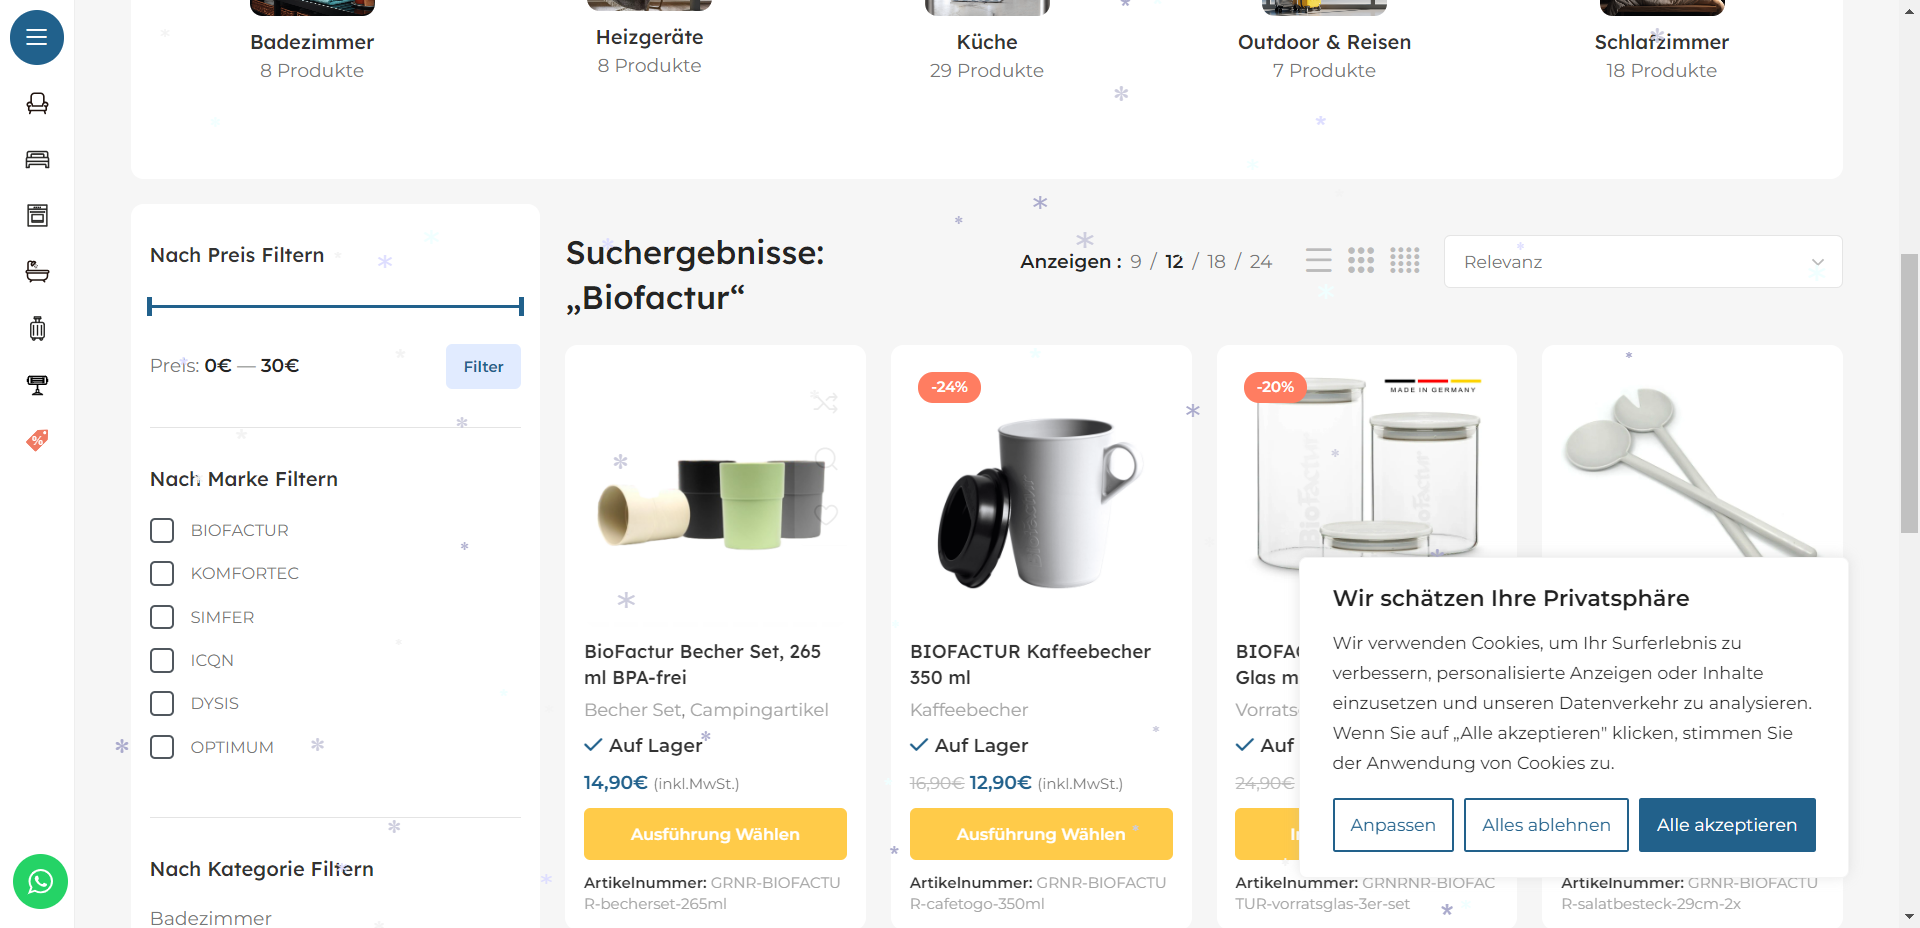 Badezimmer
8 Produkte
Heizgeräte
8 Produkte
Küche
29 Produkte
Outdoor & Reisen
7 Produkte
Schlafzimmer
18 Produkte
Nach Preis Filtern
Preis: 0€ — 30€
Filter
Nach Marke Filtern
BIOFACTUR
KOMFORTEC
SIMFER
ICQN
DYSIS
OPTIMUM
Nach Kategorie Filtern
Badezimmer
Suchergebnisse:
„Biofactur“
Anzeigen : 9 / 12 / 18 / 24
Relevanz
BioFactur Becher Set, 265
ml BPA-frei
Becher Set, Campingartikel
Auf Lager
14,90€ (inkl.MwSt.)
Ausführung Wählen
Artikelnummer: GRNR-BIOFACTU
R-becherset-265ml
-24%
BIOFACTUR Kaffeebecher
350 ml
Kaffeebecher
Auf Lager
16,90€ 12,90€ (inkl.MwSt.)
Ausführung Wählen
Artikelnummer: GRNR-BIOFACTU
R-cafetogo-350ml
-20%
MADE IN GERMANY
BioFactur
BioFactur
BIOFA
Glas m
Vorrats
Auf
24,90€
Artikelnummer: GRNRNR-BIOFAC
TUR-vorratsglas-3er-set
Artikelnummer: GRNR-BIOFACTU
R-salatbesteck-29cm-2x
Wir schätzen Ihre Privatsphäre
Wir verwenden Cookies, um Ihr Surferlebnis zu
verbessern, personalisierte Anzeigen oder Inhalte
einzusetzen und unseren Datenverkehr zu analysieren.
Wenn Sie auf „Alle akzeptieren" klicken, stimmen Sie
der Anwendung von Cookies zu.
Anpassen
Alles ablehnen
Alle akzeptieren